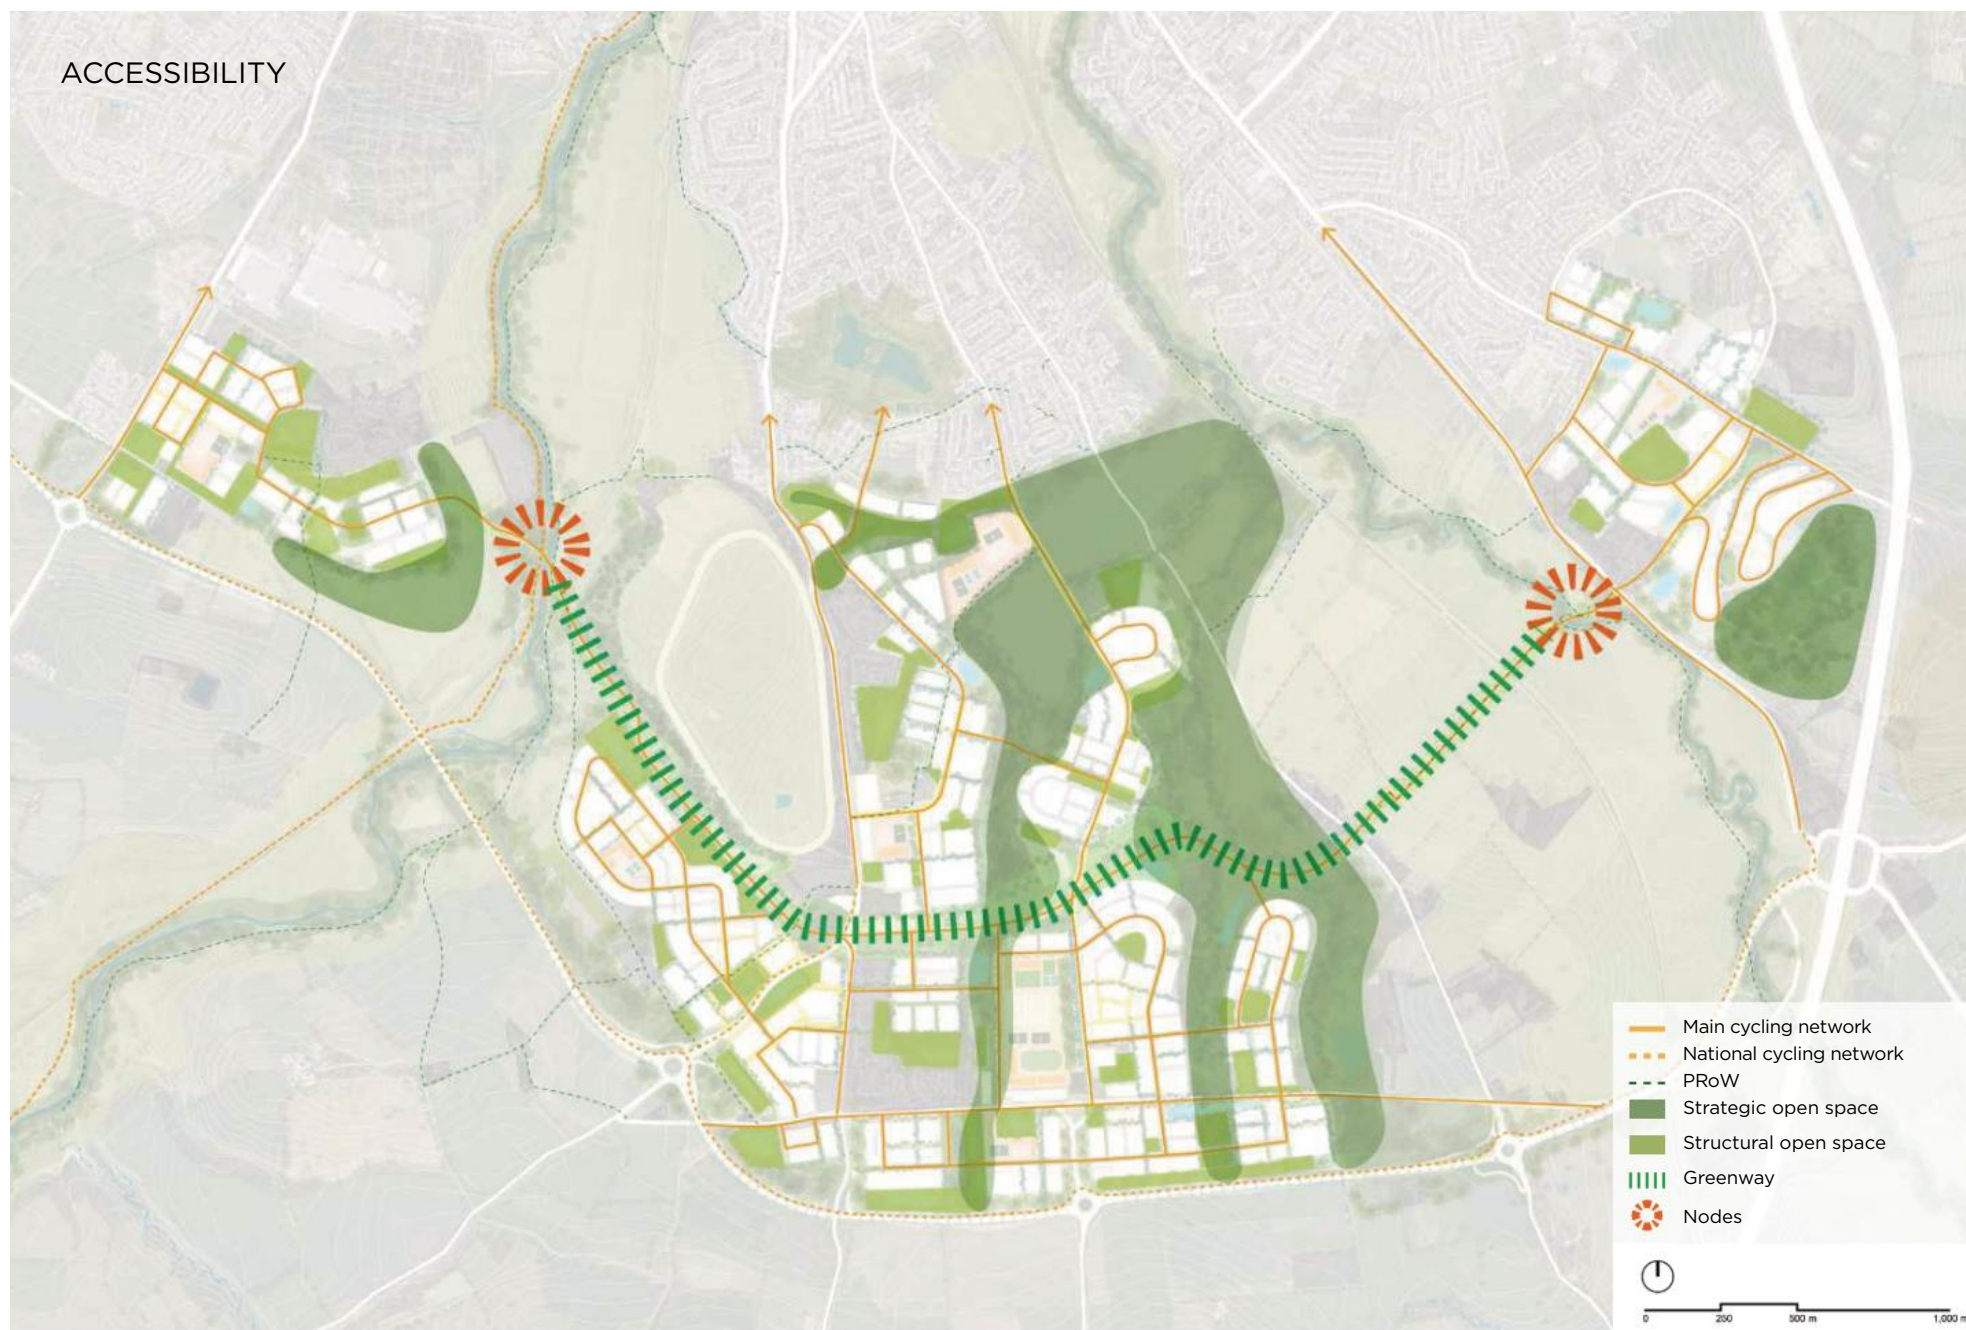 ACCESSIBILITY
Main cycling network
National cycling network
PRoW
Strategic open space
Structural open space
Greenway
Nodes
0 250 500 m 1,000 m